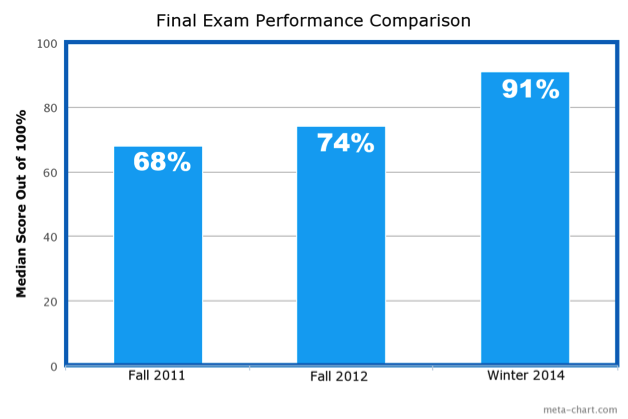 Final Exam Performance Comparison
Median Score Out of 100%
100
80
60
40
20
0
68%
74%
91%
Fall 2011
Fall 2012
Winter 2014
meta-chart.com